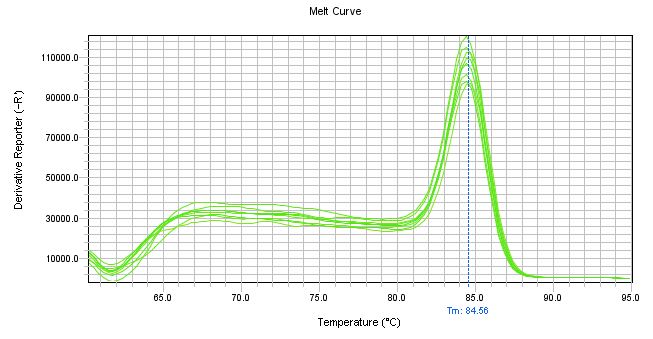 Melt Curve
110000.0
90000.0
70000.0
50000.0
30000.0
10000.0
Derivative Reporter (-R')
65.0 70.0 75.0 80.0 85.0 90.0 95.0
Tm: 84.56
Temperature (°C)